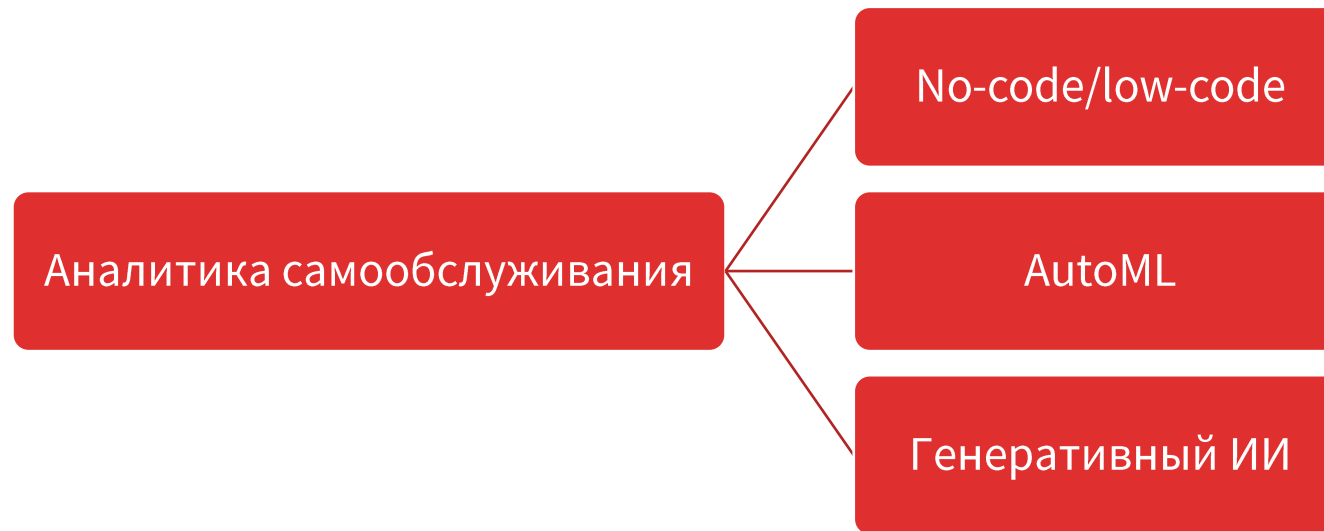 No-code/low-code
Аналитика самообслуживания
AutoML
Генеративный ИИ